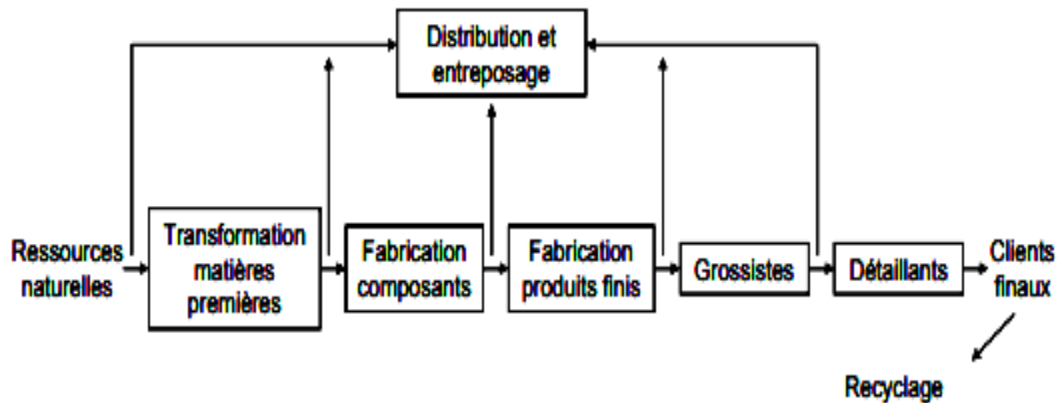 Distribution et
entreposage
Ressources
naturelles
Transformation
matières
premières
Fabrication
composants
Fabrication
produits finis
Grossistes
Détaillants
Clients
finaux
Recyclage